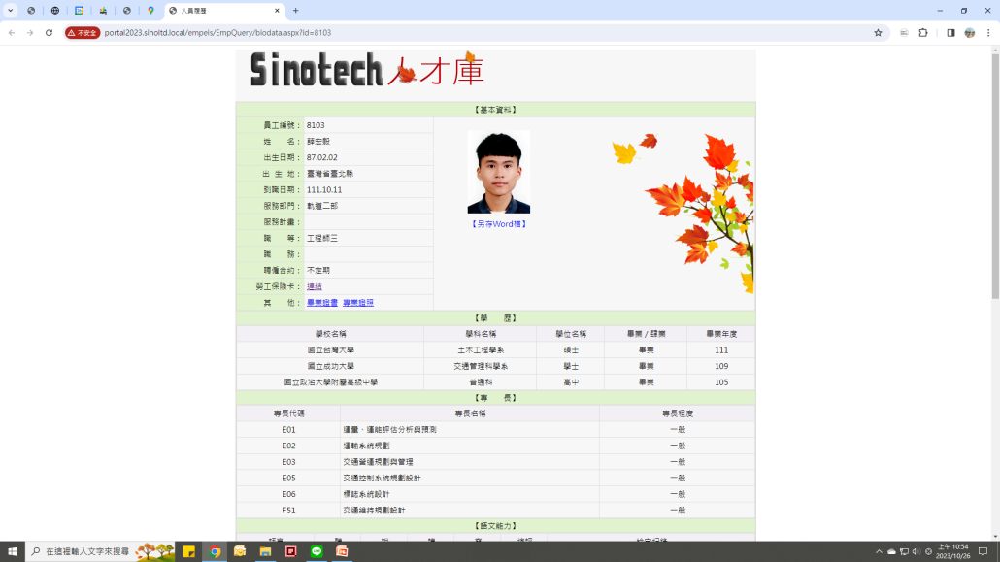 人員履歷
不安全
portal2023.sinoltd.local/empeis/EmpQuery/biodata.aspx?id=8103
Sinotech人才庫
【基本資料】
員工編號： 8103
姓 名： 薛宏毅
出生日期： 87.02.02
出 生 地： 臺灣省臺北縣
到職日期： 111.10.11
服務部門： 軌道二部
服務計畫：
職 等： 工程師三
職 務：
聘僱合約： 不定期
勞工保險卡： 連結
其 他： 畢業證書 專業證照
【另存Word檔】
【學 歷】
學校名稱 學科名稱 學位名稱 畢業 / 肄業 畢業年度
國立台灣大學 土木工程學系 碩士 畢業 111
國立成功大學 交通管理科學系 學士 畢業 109
國立政治大學附屬高級中學 普通科 高中 畢業 105
【專 長】
專長代碼 專長名稱 專長程度
E01 運量、運能評估分析與預測 一般
E02 運輸系統規劃 一般
E03 交通營運規劃與管理 一般
E05 交通控制系統規劃設計 一般
E06 標誌系統設計 一般
F51 交通維持規劃設計 一般
【語文能力】
在這裡輸入文字來搜尋
上午 10:54
2023/10/26